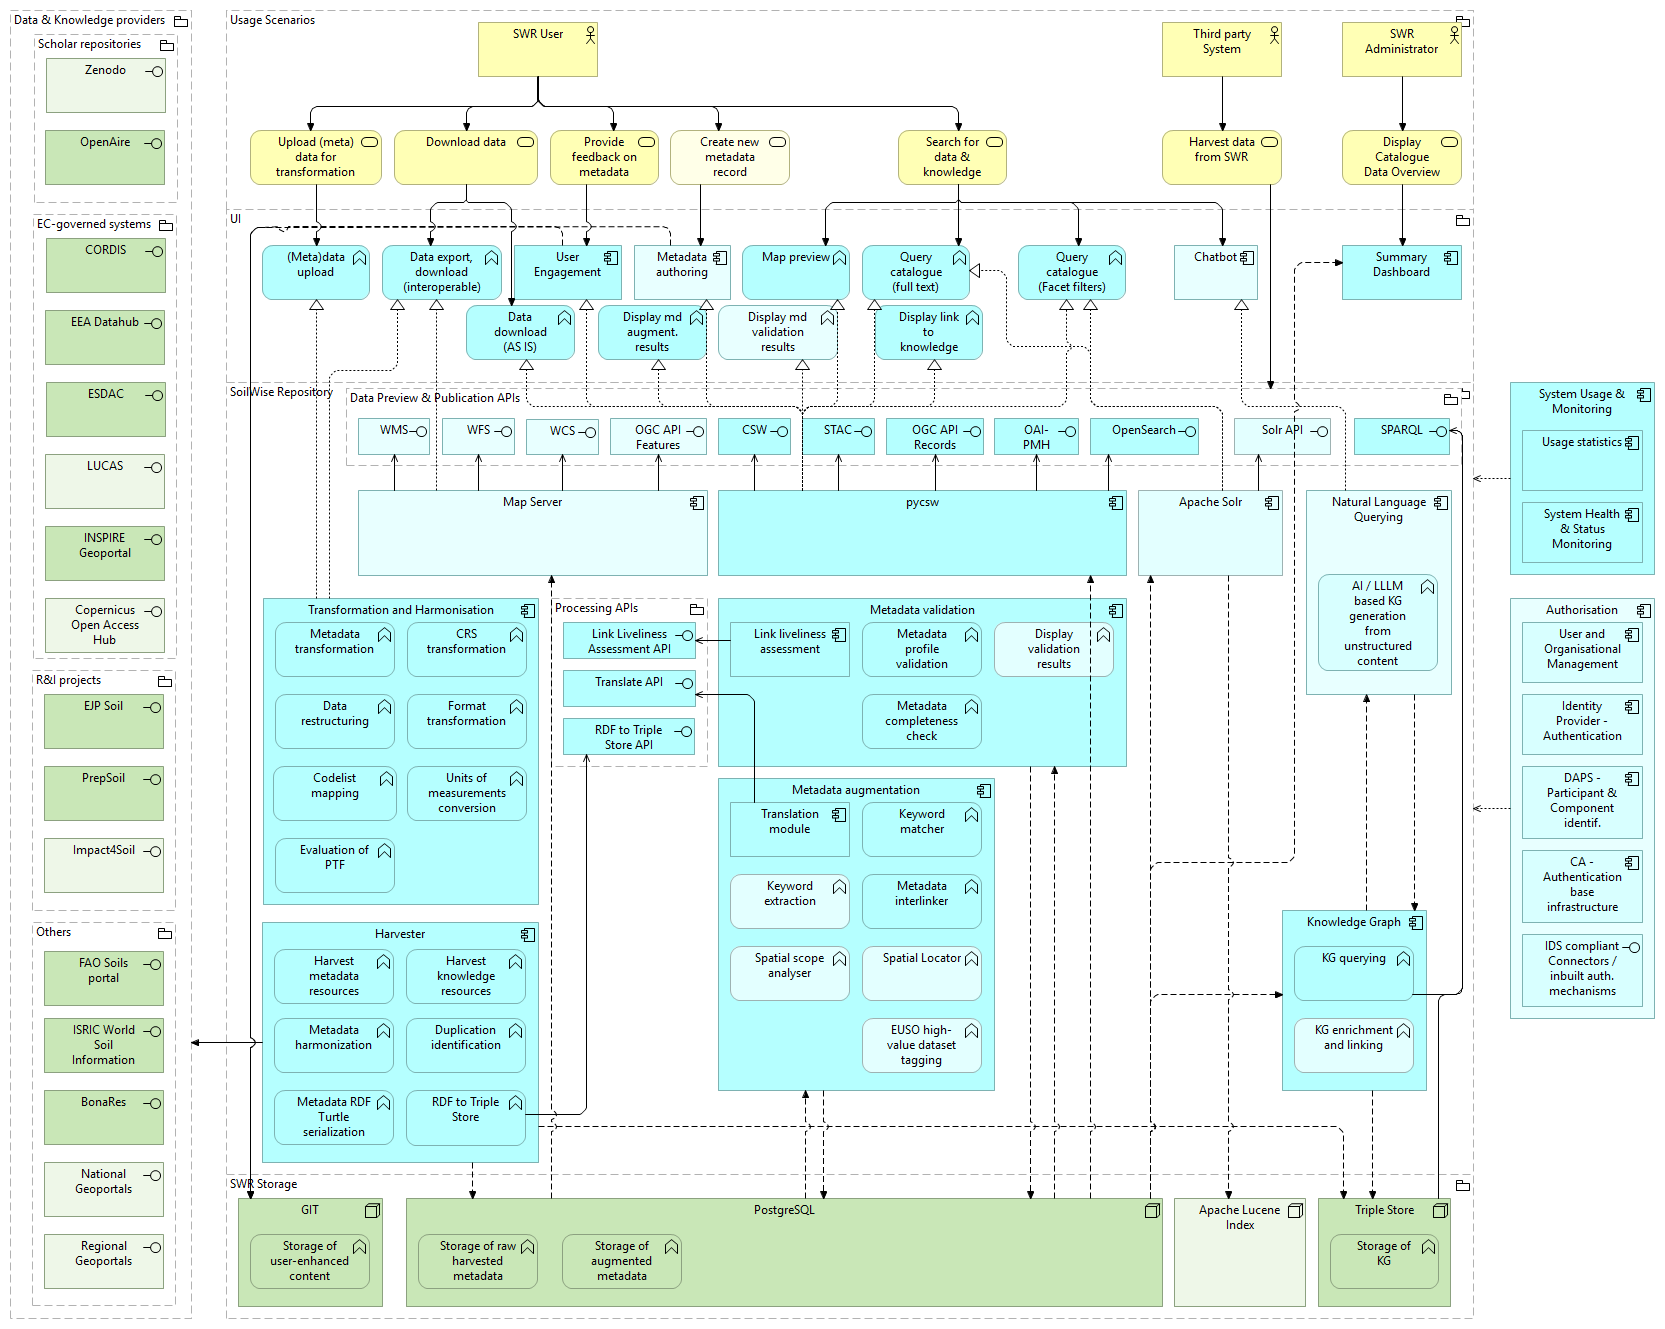 Data & Knowledge providers
Scholar repositories
Zenodo
OpenAire
EC-governed systems
CORDIS
EEA Datahub
ESDAC
LUCAS
INSPIRE
Geoportal
Copernicus
Open Access
Hub
R&I projects
EJP Soil
PrepSoil
Impact4Soil
Others
FAO Soils
portal
ISRIC World
Soil
Information
BonaRes
National
Geoportals
Regional
Geoportals
Usage Scenarios
SWR User
Third party
System
SWR
Administrator
Upload (meta)
data for
transformation
Download data
Provide
feedback on
metadata
Create new
metadata
record
Search for
data &
knowledge
Harvest data
from SWR
Display
Catalogue
Data Overview
UI
(Meta)data
upload
Data export,
download
(interoperable)
User
Engagement
Metadata
authoring
Map preview
Query
catalogue
(full text)
Query
catalogue
(Facet filters)
Chatbot
Summary
Dashboard
Data
download
(AS IS)
Display md
augment.
results
Display md
validation
results
Display link
to
knowledge
SoilWise Repository
Data Preview & Publication APIs
WMS
WFS
WCS
OGC API
Features
CSW
STAC
OGC API
Records
OAI-
PMH
OpenSearch
Solr API
SPARQL
Map Server
pycsw
Apache Solr
Natural Language
Querying
AI / LLLM
based KG
generation
from
unstructured
content
Transformation and Harmonisation
Metadata
transformation
CRS
transformation
Data
restructuring
Format
transformation
Codelist
mapping
Units of
measurements
conversion
Evaluation of
PTF
Processing APIs
Link Liveliness
Assessment API
Translate API
RDF to Triple
Store API
Metadata validation
Link liveliness
assessment
Metadata
profile
validation
Display
validation
results
Metadata
completeness
check
Metadata augmentation
Translation
module
Keyword
matcher
Keyword
extraction
Metadata
interlinker
Spatial scope
analyser
Spatial Locator
EUSO high-
value dataset
tagging
Harvester
Harvest
metadata
resources
Harvest
knowledge
resources
Metadata
harmonization
Duplication
identification
Metadata RDF
Turtle
serialization
RDF to Triple
Store
Knowledge Graph
KG querying
KG enrichment
and linking
SWR Storage
GIT
Storage of
user-enhanced
content
PostgreSQL
Storage of raw
harvested
metadata
Storage of
augmented
metadata
Apache Lucene
Index
Triple Store
Storage of
KG
System Usage &
Monitoring
Usage statistics
System Health
& Status
Monitoring
Authorisation
User and
Organisational
Management
Identity
Provider -
Authentication
DAPS -
Participant &
Component
identif.
CA -
Authentication
base
infrastructure
IDS compliant
Connectors /
inbuilt auth.
mechanisms